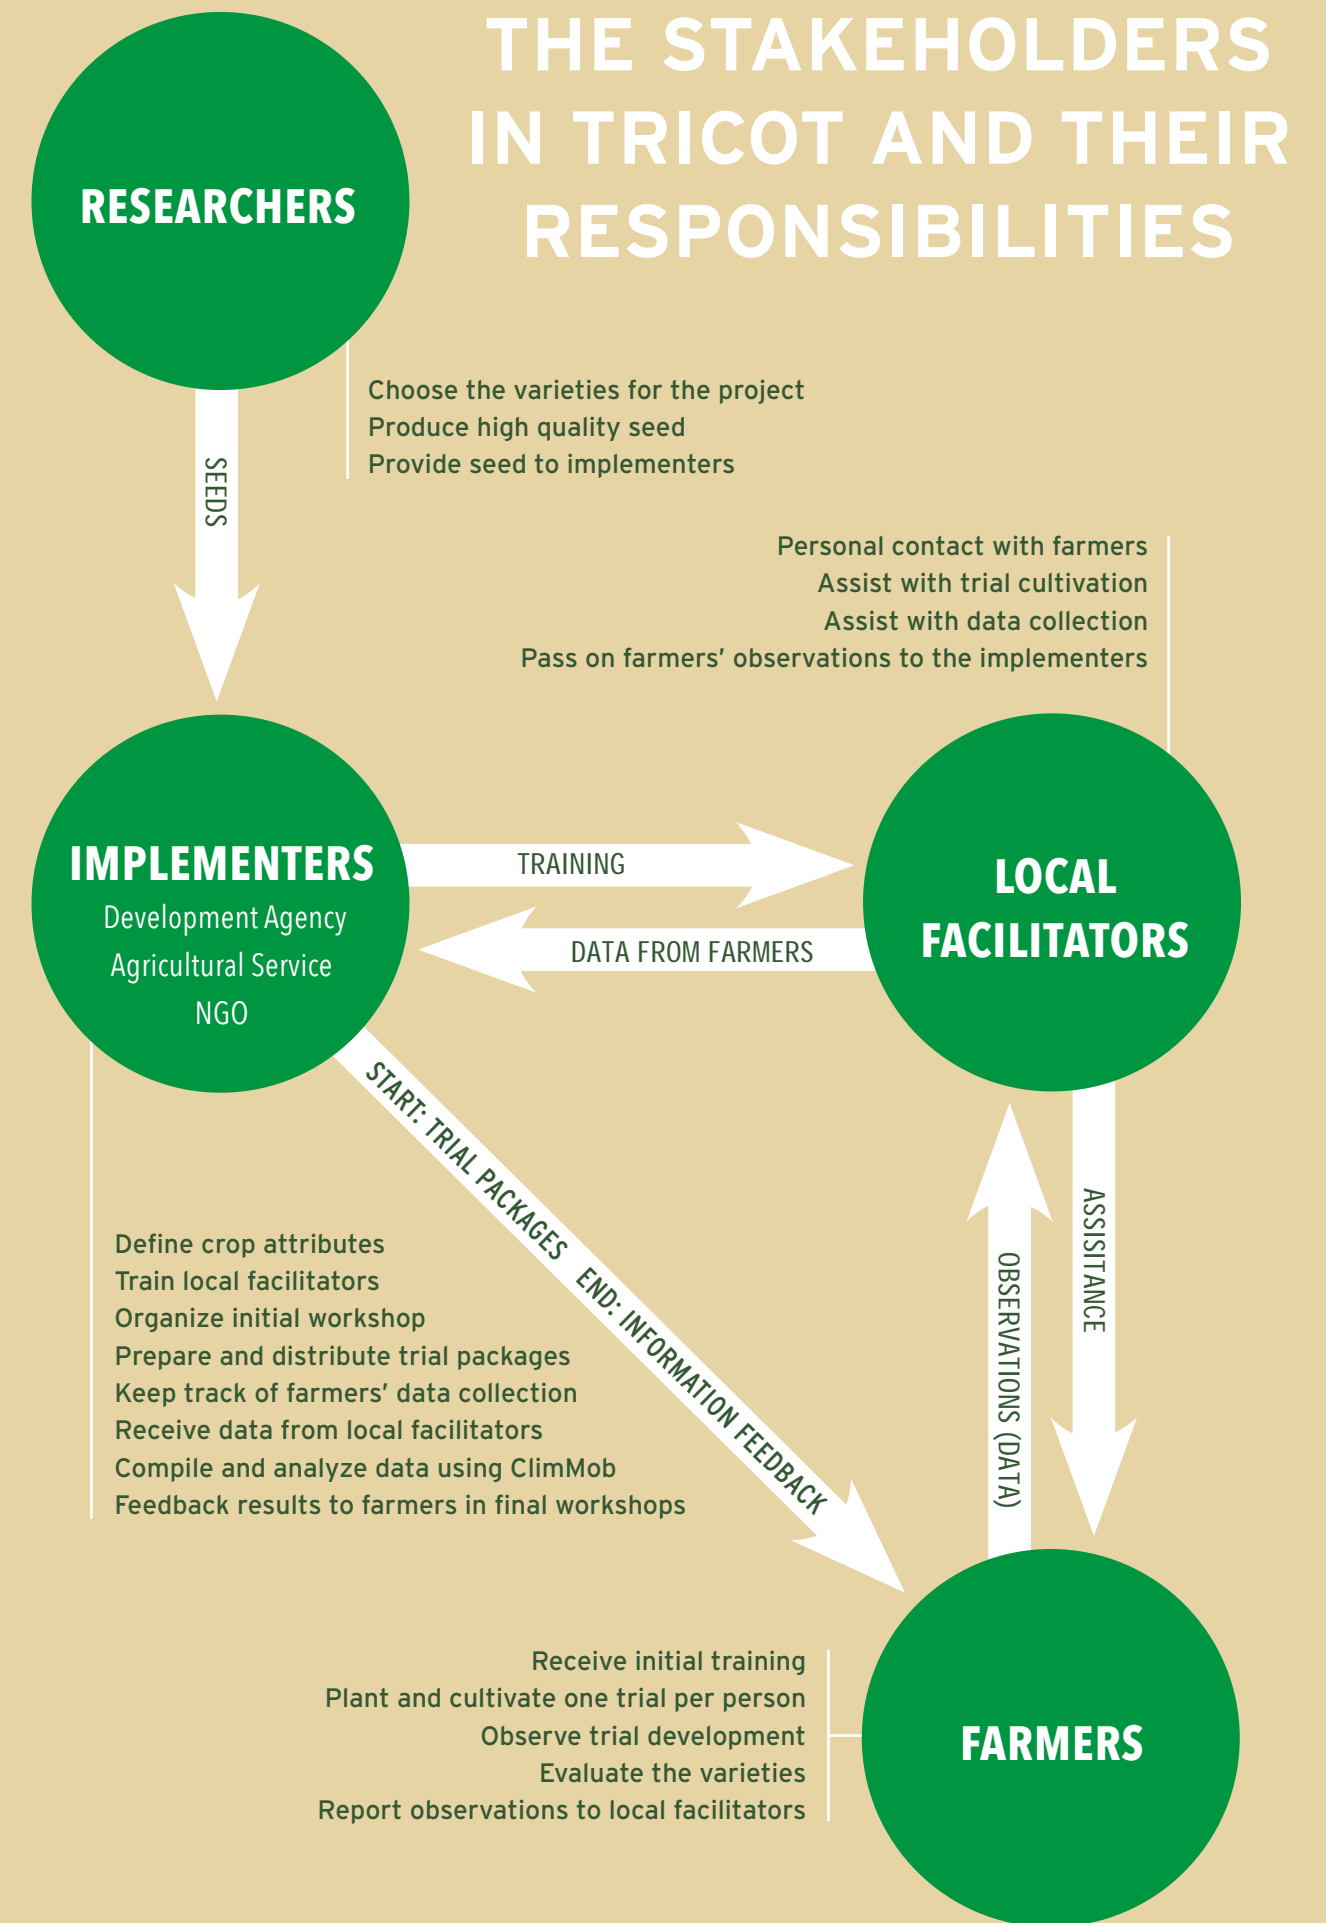 THE STAKEHOLDERS
IN TRICOT AND THEIR
RESPONSIBILITIES
RESEARCHERS
Choose the varieties for the project
Produce high quality seed
Provide seed to implementers
SEEDS
Personal contact with farmers
Assist with trial cultivation
Assist with data collection
Pass on farmers’ observations to the implementers
IMPLEMENTERS
Development Agency
Agricultural Service
NGO
TRAINING
DATA FROM FARMERS
LOCAL
FACILITATORS
START: TRIAL PACKAGES END: INFORMATION FEEDBACK
OBSERVATIONS (DATA)
ASSISITANCE
Define crop attributes
Train local facilitators
Organize initial workshop
Prepare and distribute trial packages
Keep track of farmers’ data collection
Receive data from local facilitators
Compile and analyze data using ClimMob
Feedback results to farmers in final workshops
Receive initial training
Plant and cultivate one trial per person
Observe trial development
Evaluate the varieties
Report observations to local facilitators
FARMERS